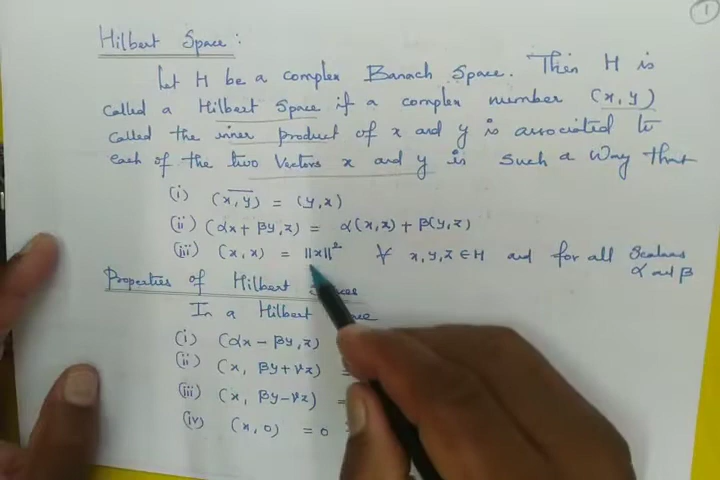 1
Hilbert Space :
Let H be a complex Banach Space. Then H is
called a Hilbert Space if a complex number (x, y)
called the inner product of x and y is associated to
each of the two Vectors x and y is such a way that
(i) (x̅,̅ ̅y̅) = (y, x)
(ii) (αx + βy, z) = α(x, z) + β(y, z)
(iii) (x, x) = ||x||² ∀ x, y, z ∈ H and for all Scalars
α and β
Properties of Hilbert
In a Hilbert
(i) (αx − βy, z)
(ii) (x, βy + γz) =
(iii) (x, βy − γz) =
(iv) (x, 0) = 0